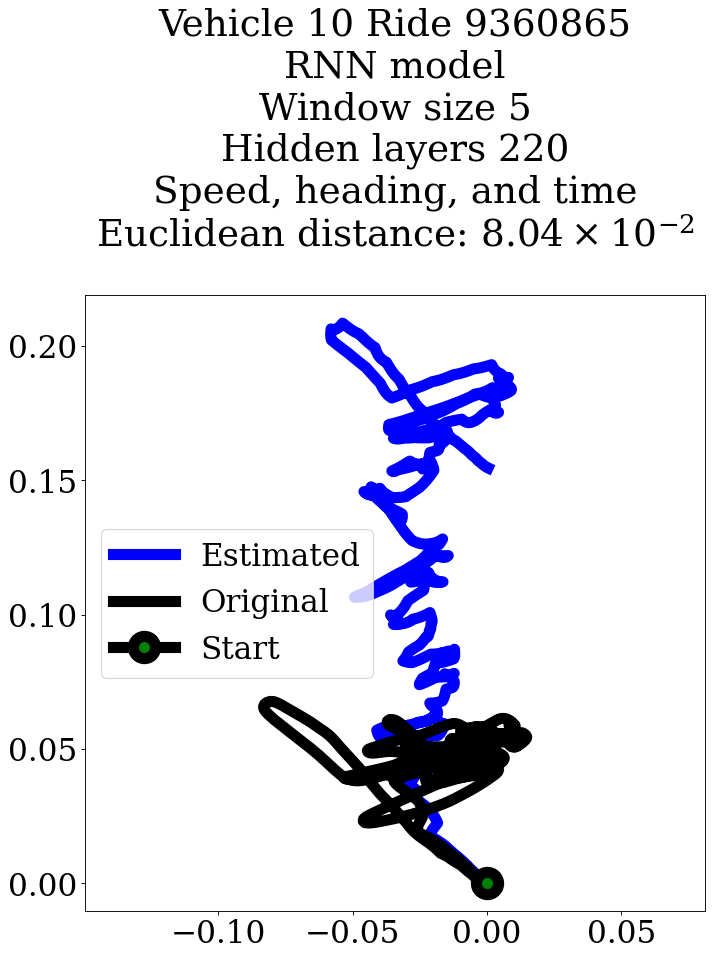 Vehicle 10 Ride 9360865
RNN model
Window size 5
Hidden layers 220
Speed, heading, and time
Euclidean distance: 8.04 × 10⁻²
0.20
0.15
0.10
0.05
0.00
Estimated
Original
Start
−0.10 −0.05 0.00 0.05